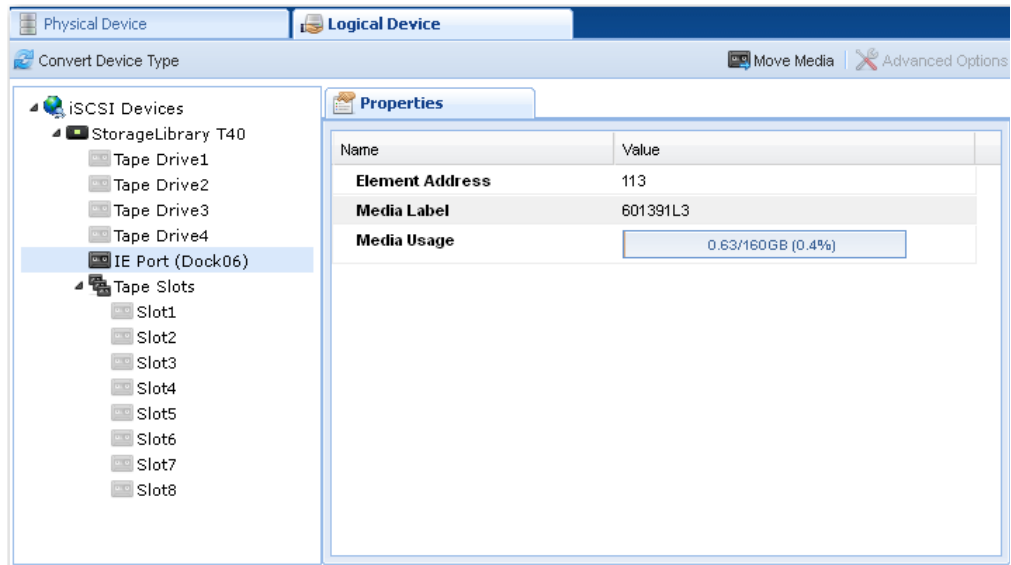 Physical Device
Logical Device
Convert Device Type
Move Media
Advanced Options
iSCSI Devices
StorageLibrary T40
Tape Drive1
Tape Drive2
Tape Drive3
Tape Drive4
IE Port (Dock06)
Tape Slots
Slot1
Slot2
Slot3
Slot4
Slot5
Slot6
Slot7
Slot8
Properties
Name Value
Element Address 113
Media Label 601391L3
Media Usage 0.63/160GB (0.4%)